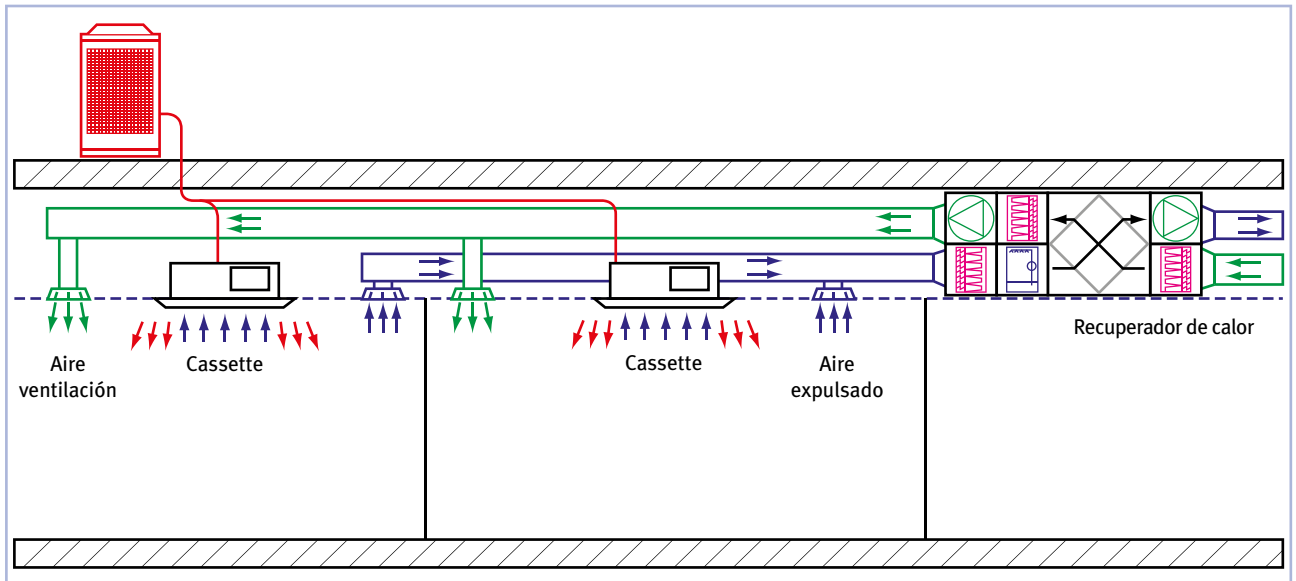 Aire
ventilación
Cassette
Cassette
Aire
expulsado
Recuperador de calor